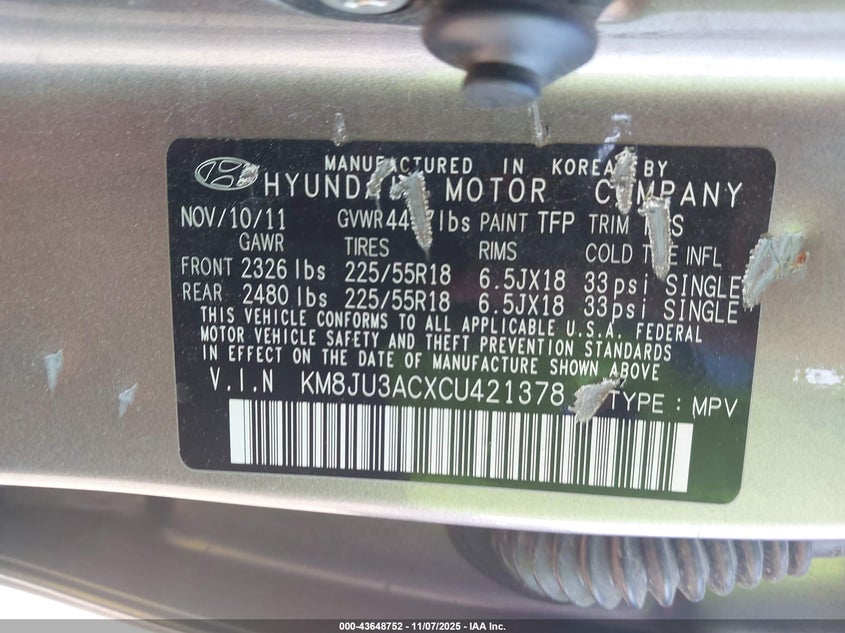 MANUFACTURED IN KOREA BY
HYUNDAI MOTOR COMPANY
NOV/10/11 GVWR lbs PAINT TFP TRIM
GAWR TIRES RIMS COLD TIRE INFL
FRONT 2326 lbs 225/55R18 6.5JX18 33psi SINGLE
REAR 2480 lbs 225/55R18 6.5JX18 33psi SINGLE
THIS VEHICLE CONFORMS TO ALL APPLICABLE U.S.A. FEDERAL
MOTOR VEHICLE SAFETY AND THEFT PREVENTION STANDARDS
IN EFFECT ON THE DATE OF MANUFACTURE SHOWN ABOVE
V.I.N KM8JU3ACXCU421378 TYPE : MPV
000-43648752 — 11/07/2025 — IAA Inc.